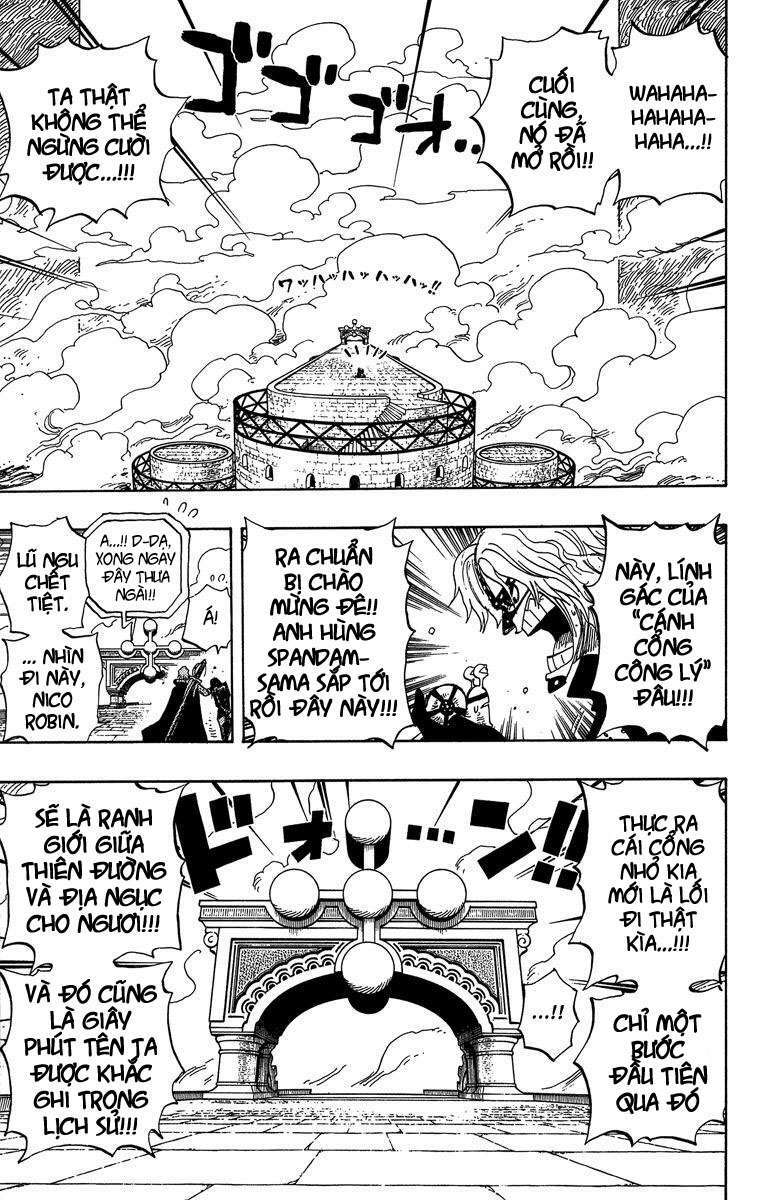 WAHAHA-
HAHAHA-
HAHA...!!
CUỐI
CÙNG,
NÓ ĐÃ
MỞ RỒI!!
ゴゴゴゴォ..
TA THẬT
KHÔNG THỂ
NGỪNG CƯỜI
ĐƯỢC...!!!
ワッハッハッハッハッ!!
NÀY, LÍNH
GÁC CỦA
"CÁNH
CỔNG
CÔNG LÝ"
ĐÂU!!!
RA CHUẨN
BỊ CHÀO
MỪNG ĐÊ!!
ANH HÙNG
SPANDAM-
SAMA SẮP TỚI
RỒI ĐÂY NÀY!!!
Á!
A...!! D-DẠ,
XONG NGAY
ĐÂY THƯA
NGÀI!!
LŨ NGU
CHẾT
TIỆT.
... NHÌN
ĐI NÀY,
NICO
ROBIN.
THỰC RA
CÁI CỔNG
NHỎ KIA
MỚI LÀ LỐI
ĐI THẬT
KÌA...!!!
CHỈ MỘT
BƯỚC
ĐẦU TIÊN
QUA ĐÓ
...!!
ドォ…ン!!!
SẼ LÀ RANH
GIỚI GIỮA
THIÊN ĐƯỜNG
VÀ ĐỊA NGỤC
CHO NGƯƠI!!!
VÀ ĐÓ CŨNG
LÀ GIÂY
PHÚT TÊN TA
ĐƯỢC KHẮC
GHI TRONG
LỊCH SỬ!!!